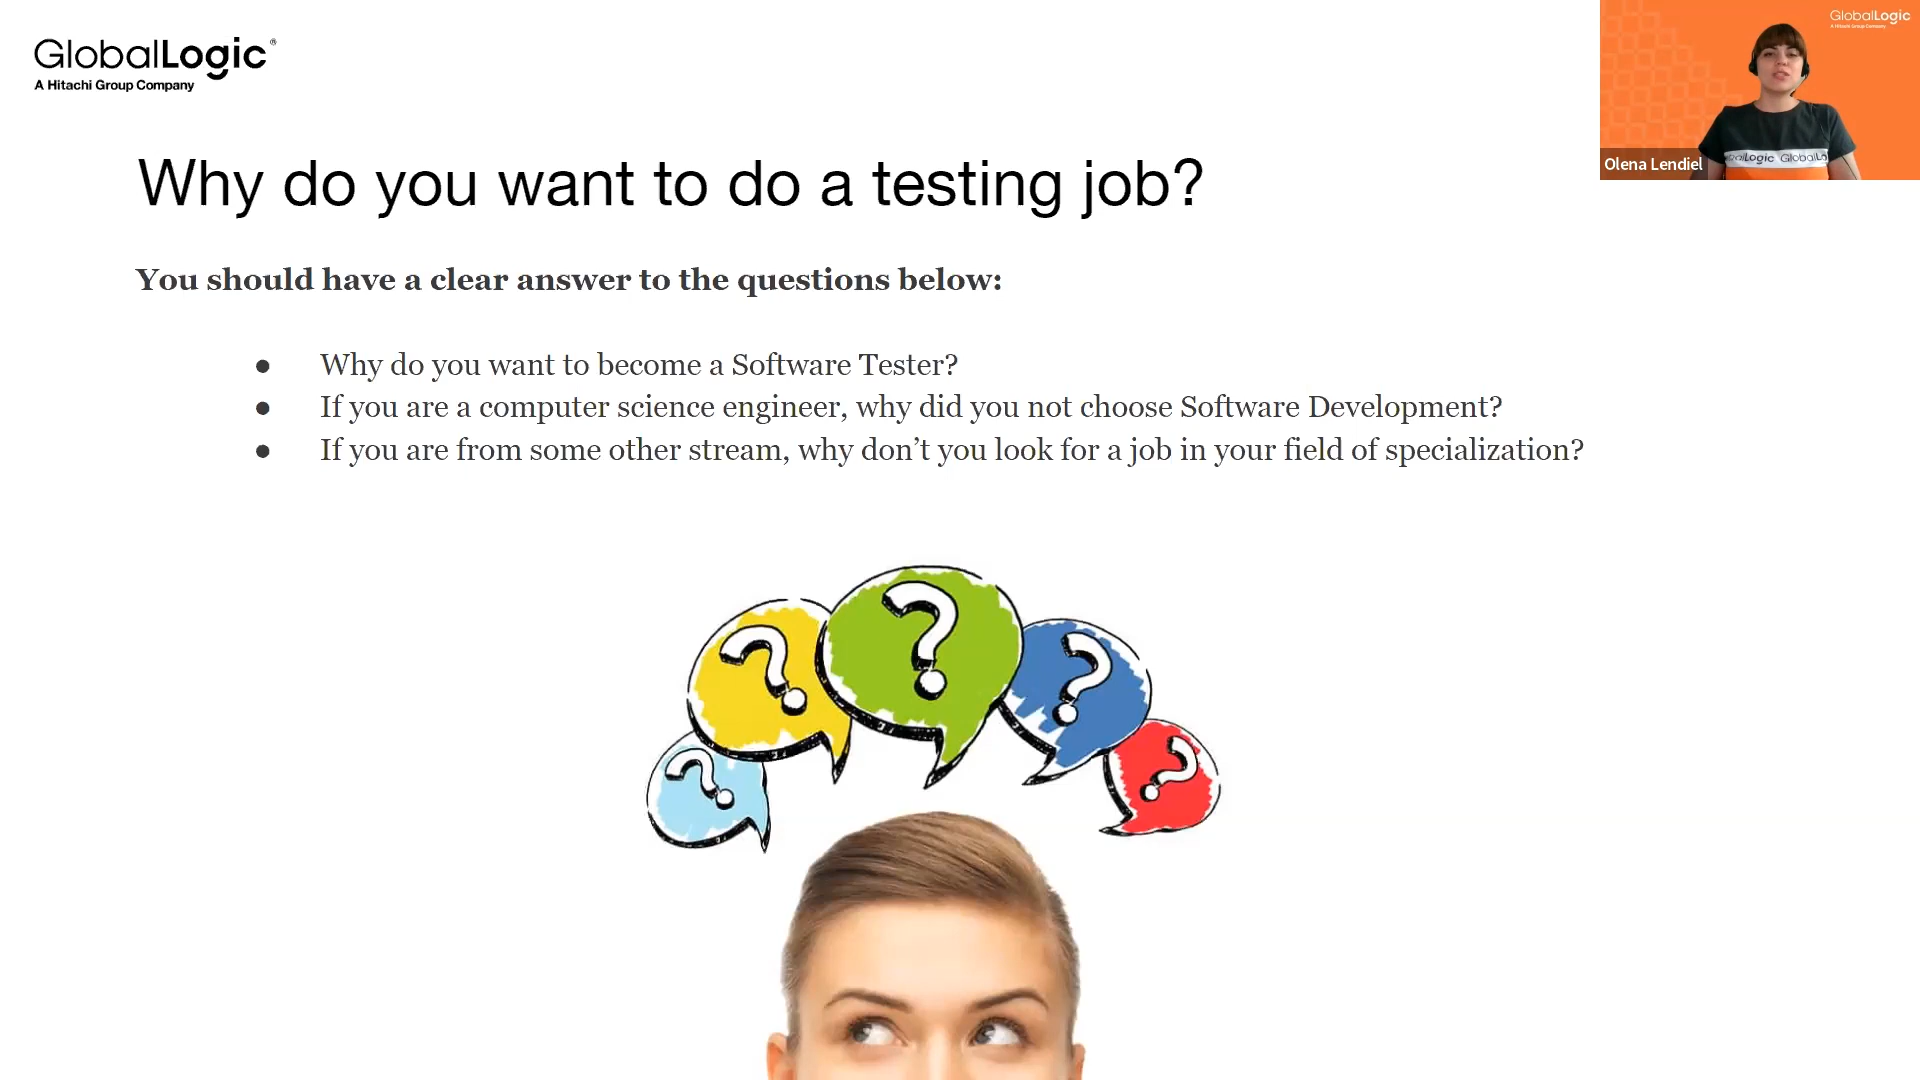 GlobalLogic®
A Hitachi Group Company
GlobalLogic
A Hitachi Group Company
Olena Lendiel
Why do you want to do a testing job?
You should have a clear answer to the questions below:
● Why do you want to become a Software Tester?
● If you are a computer science engineer, why did you not choose Software Development?
● If you are from some other stream, why don’t you look for a job in your field of specialization?
? ? ? ? ?